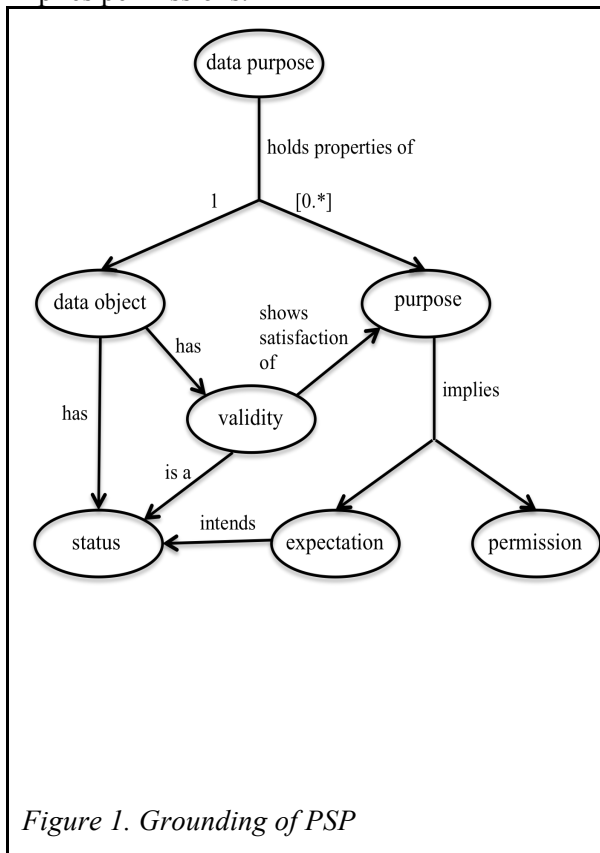 data purpose
holds properties of
1
[0.*]
data object
purpose
shows
satisfaction
of
has
validity
implies
has
is a
intends
status
expectation
permission
Figure 1. Grounding of PSP